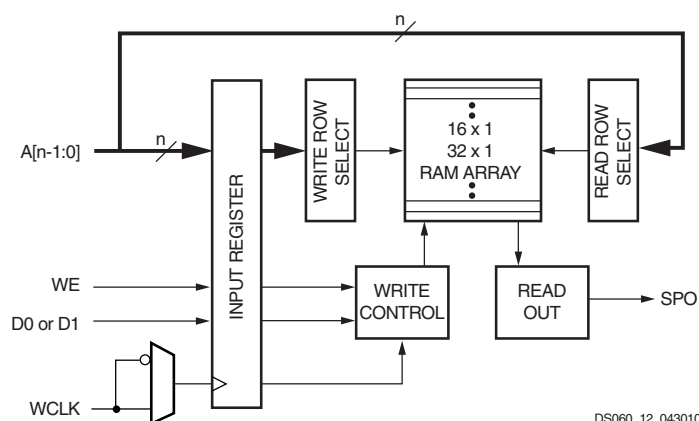 n
A[n-1:0]
n
INPUT REGISTER
WRITE ROW
SELECT
16 x 1
32 x 1
RAM ARRAY
READ ROW
SELECT
WE
D0 or D1
WRITE
CONTROL
READ
OUT
SPO
WCLK
DS060_12_043010